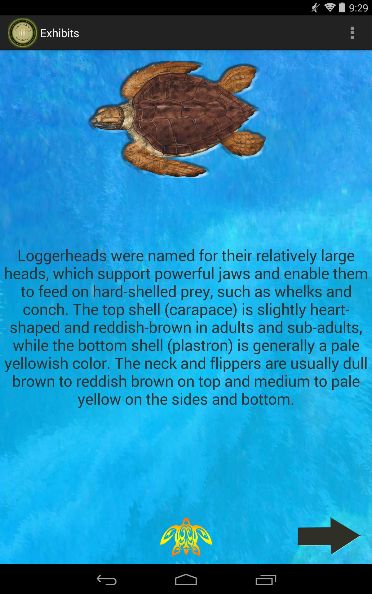 9:29
Exhibits
Loggerheads were named for their relatively large
heads, which support powerful jaws and enable them
to feed on hard-shelled prey, such as whelks and
conch. The top shell (carapace) is slightly heart-
shaped and reddish-brown in adults and sub-adults,
while the bottom shell (plastron) is generally a pale
yellowish color. The neck and flippers are usually dull
brown to reddish brown on top and medium to pale
yellow on the sides and bottom.